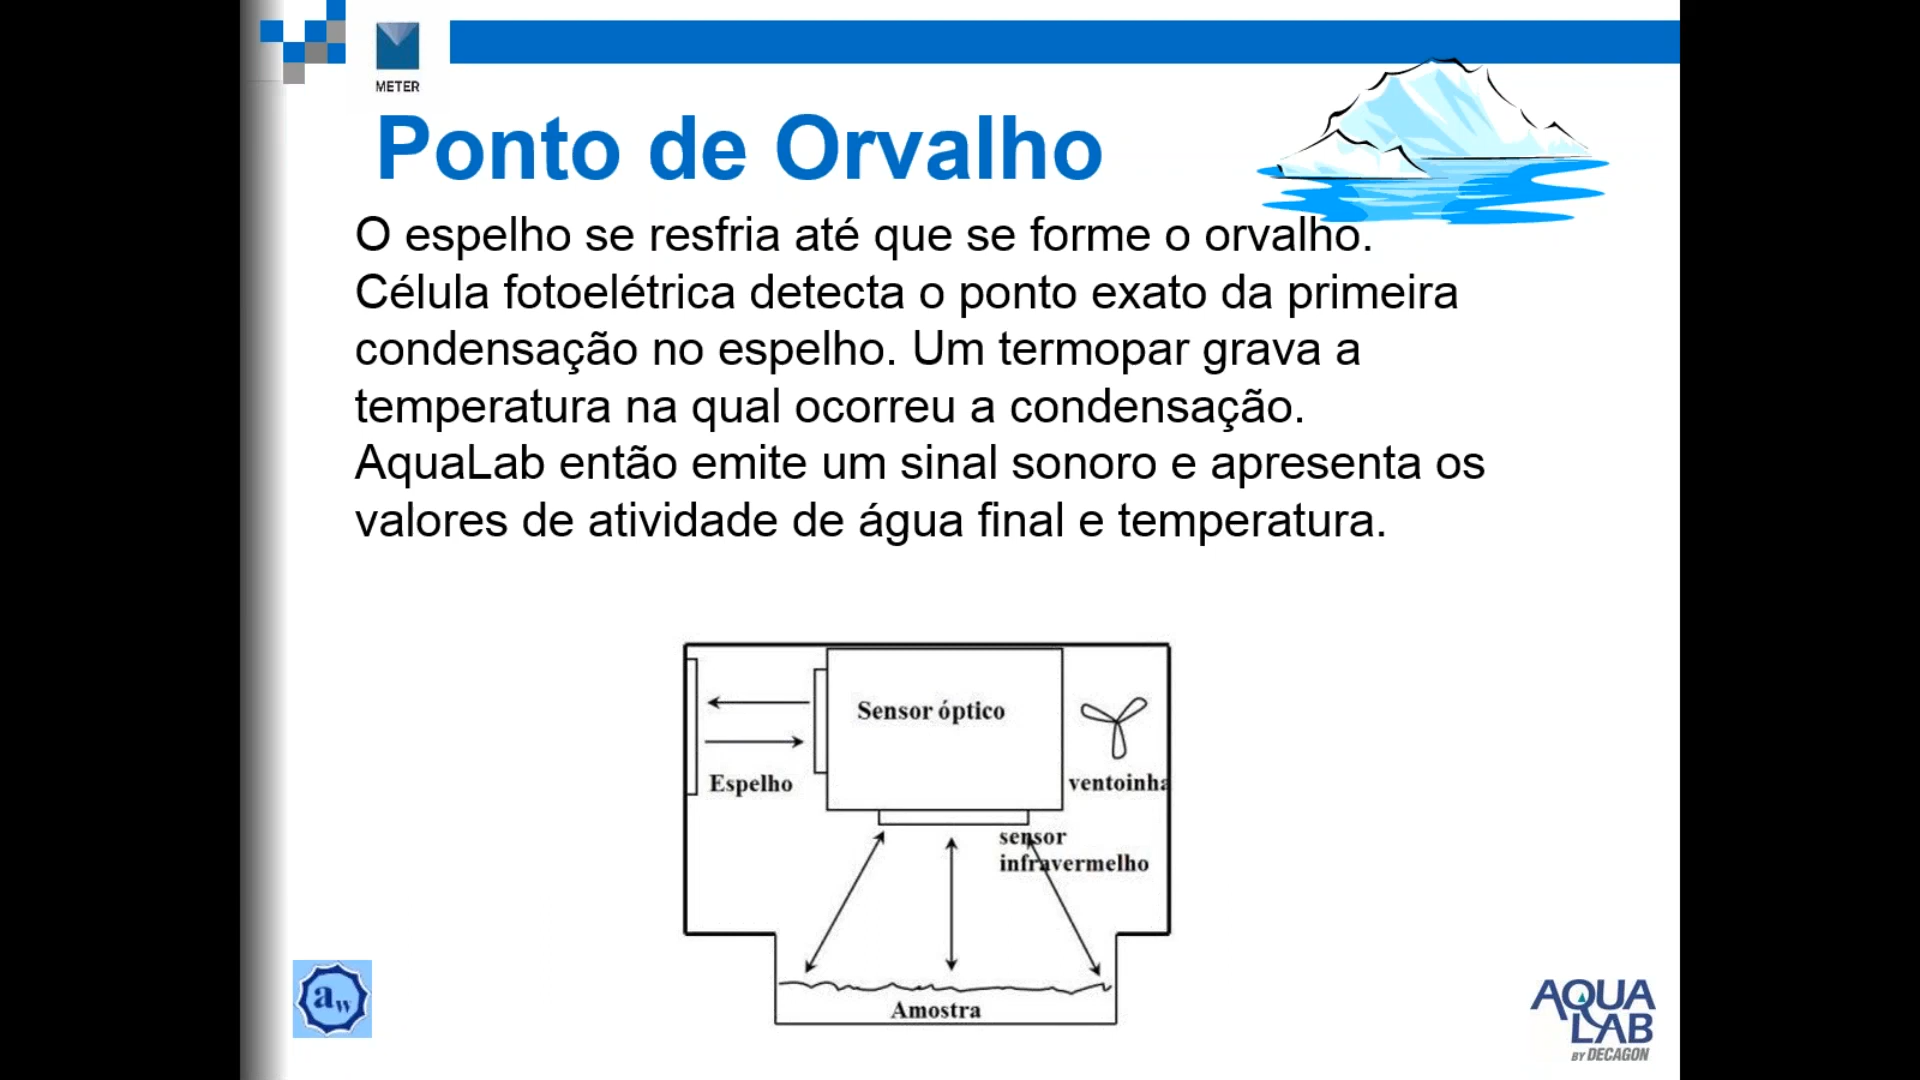 METER
Ponto de Orvalho
O espelho se resfria até que se forme o orvalho.
Célula fotoelétrica detecta o ponto exato da primeira
condensação no espelho. Um termopar grava a
temperatura na qual ocorreu a condensação.
AquaLab então emite um sinal sonoro e apresenta os
valores de atividade de água final e temperatura.
Sensor óptico
Espelho
ventoinha
sensor
infravermelho
Amostra
aw
AQUA
LAB
BY DECAGON